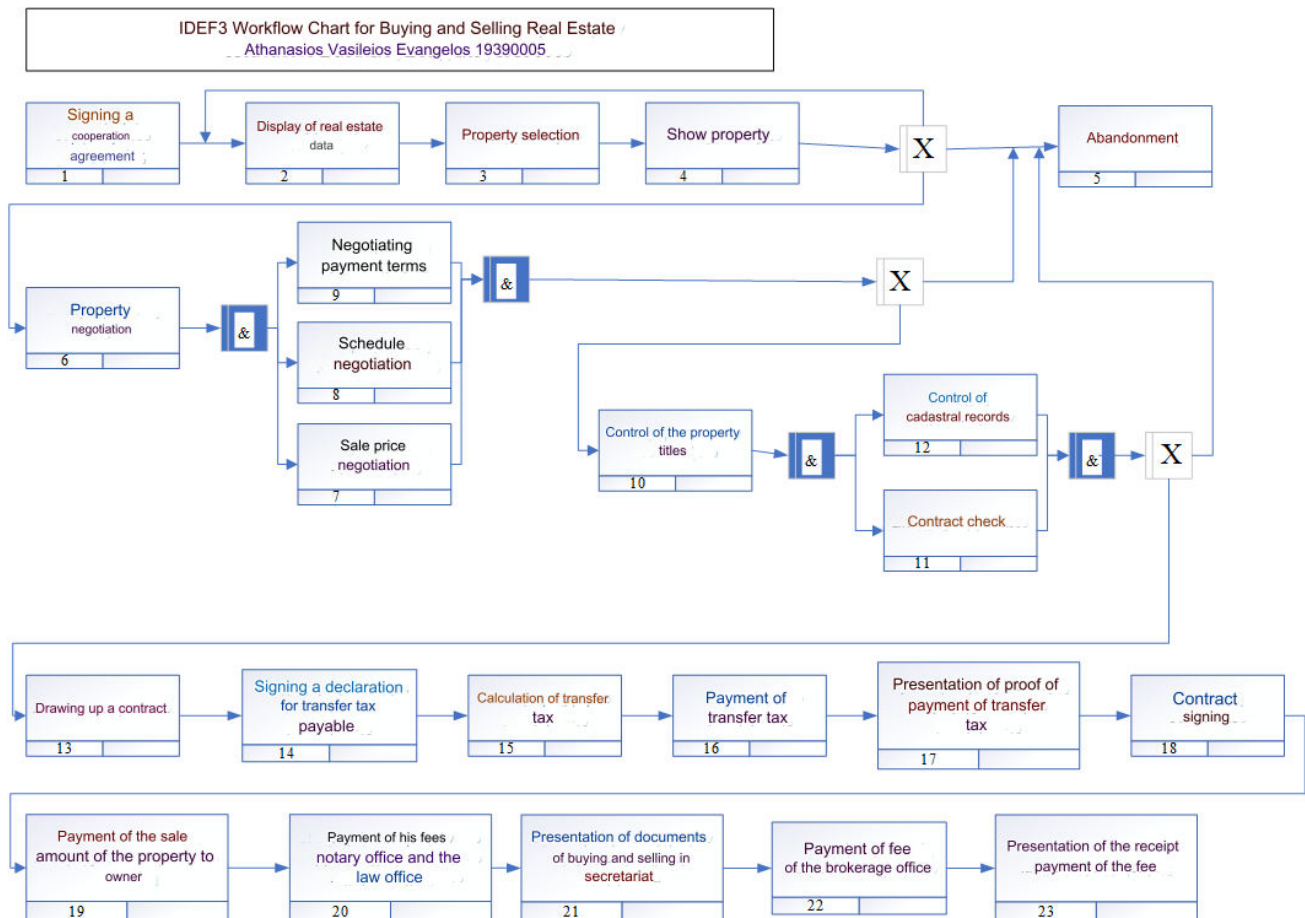 IDEF3 Workflow Chart for Buying and Selling Real Estate
Athanasios Vasileios Evangelos 19390005
Signing a
cooperation
agreement
1
Display of real estate
data
2
Property selection
3
Show property
4
X
Abandonment
5
Property
negotiation
6
&
Negotiating
payment terms
9
Schedule
negotiation
8
Sale price
negotiation
7
&
X
Control of the property
titles
10
&
Control of
cadastral records
12
Contract check
11
&
X
Drawing up a contract
13
Signing a declaration
for transfer tax
payable
14
Calculation of transfer
tax
15
Payment of
transfer tax
16
Presentation of proof of
payment of transfer
tax
17
Contract
signing
18
Payment of the sale
amount of the property to
owner
19
Payment of his fees
notary office and the
law office
20
Presentation of documents
of buying and selling in
secretariat
21
Payment of fee
of the brokerage office
22
Presentation of the receipt
payment of the fee
23